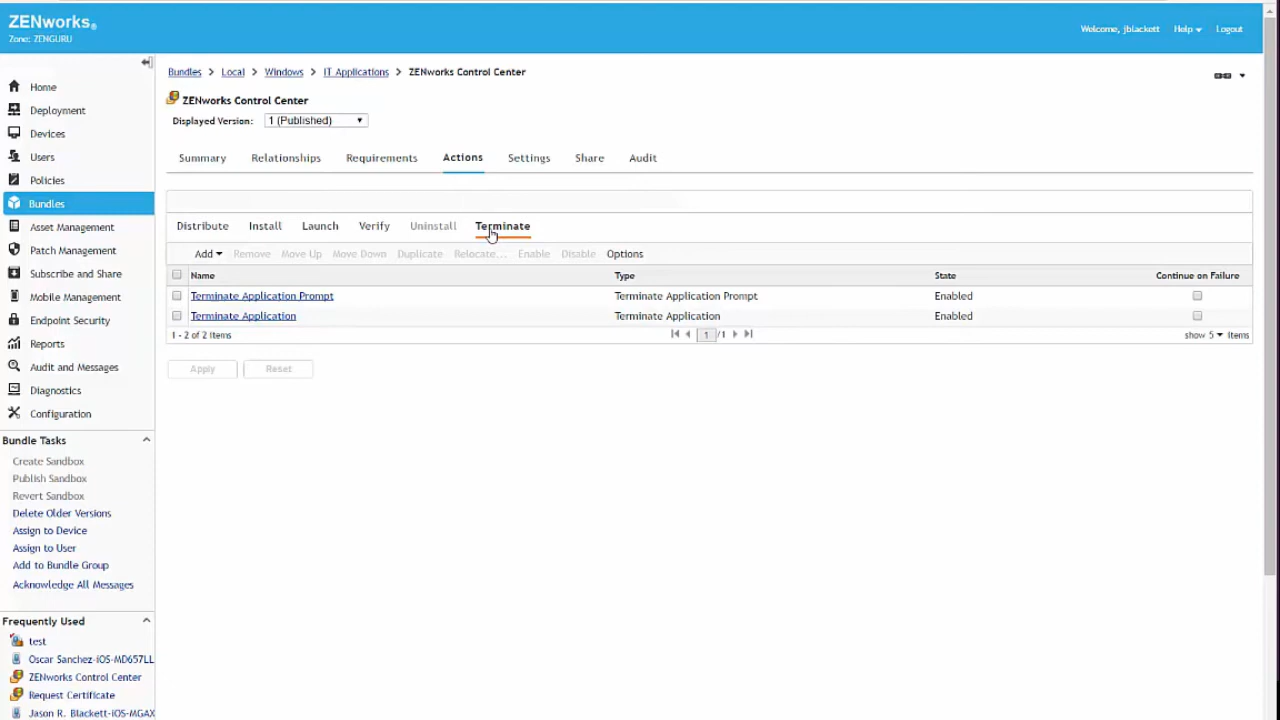 ZENworks®
Zone: ZENGURU
Welcome, jblackett
Help
Logout
Home
Deployment
Devices
Users
Policies
Bundles
Asset Management
Patch Management
Subscribe and Share
Mobile Management
Endpoint Security
Reports
Audit and Messages
Diagnostics
Configuration
Bundle Tasks
Create Sandbox
Publish Sandbox
Revert Sandbox
Delete Older Versions
Assign to Device
Assign to User
Add to Bundle Group
Acknowledge All Messages
Frequently Used
test
Oscar Sanchez-iOS-MD657LL
ZENworks Control Center
Request Certificate
Jason R. Blackett-iOS-MGAX
Bundles > Local > Windows > IT Applications > ZENworks Control Center
ZENworks Control Center
Displayed Version: 1 (Published)
Summary Relationships Requirements Actions Settings Share Audit
Distribute Install Launch Verify Uninstall Terminate
Add Remove Move Up Move Down Duplicate Relocate... Enable Disable Options
Name Type State Continue on Failure
Terminate Application Prompt Terminate Application Prompt Enabled
Terminate Application Terminate Application Enabled
1 - 2 of 2 items 1 /1 show 5 items
Apply Reset